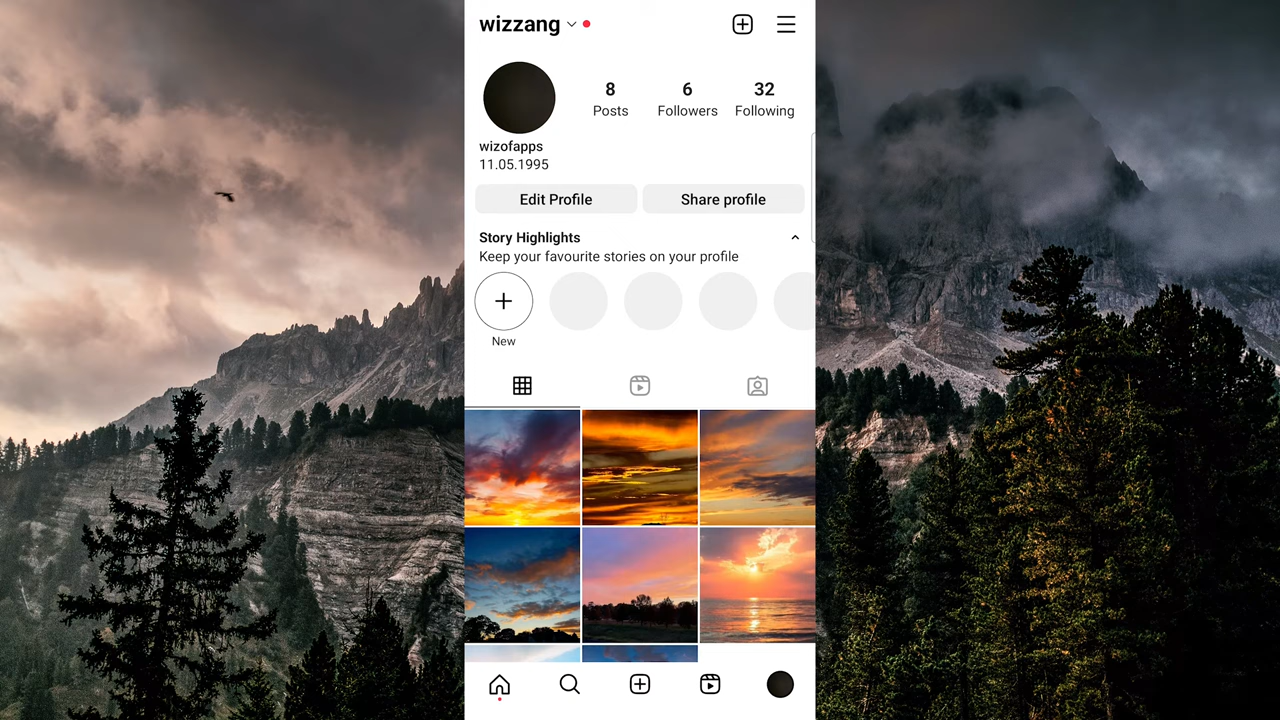 wizzang
8 6 32
Posts Followers Following
wizofapps
11.05.1995
Edit Profile Share profile
Story Highlights
Keep your favourite stories on your profile
New